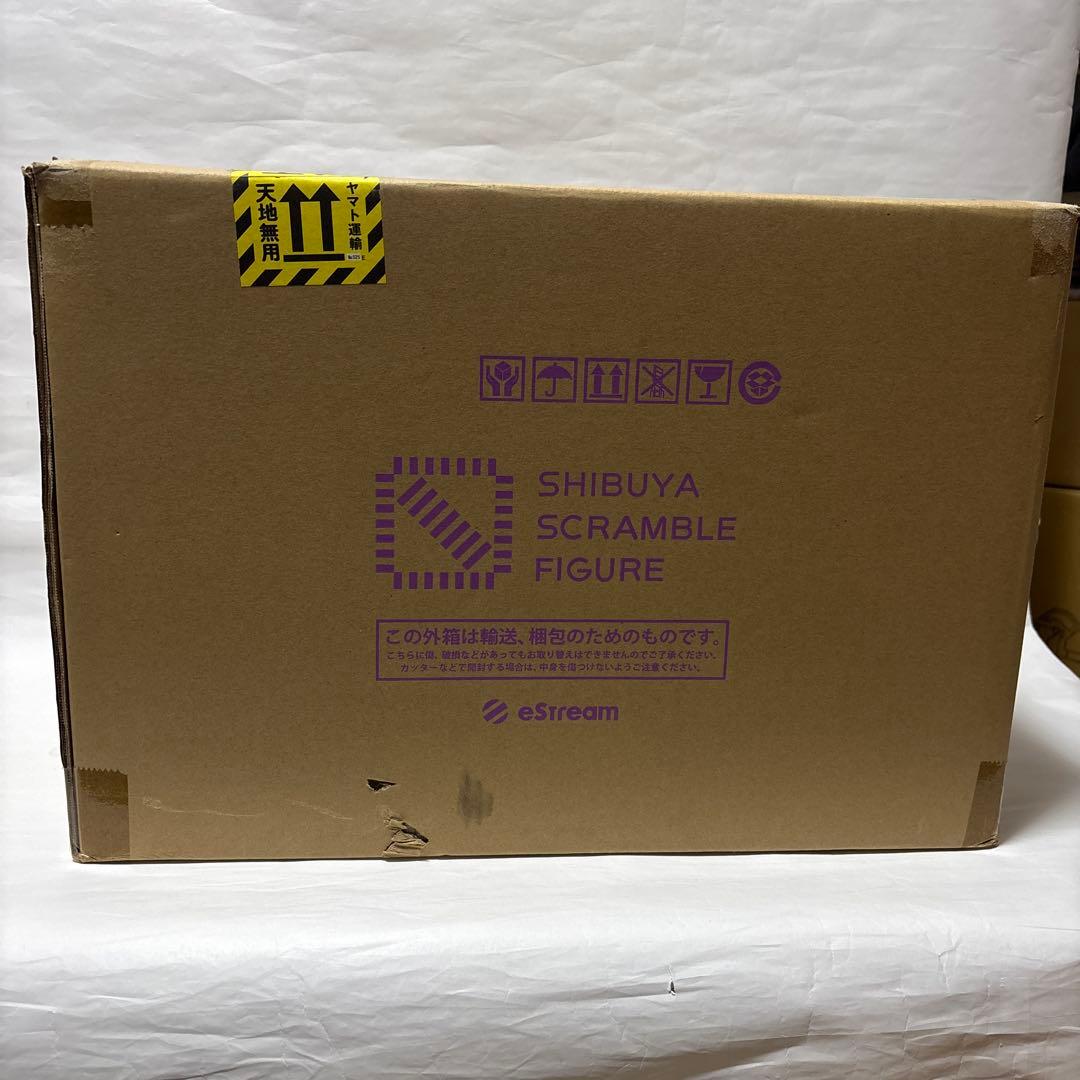 天地無用
ヤマト運輸
SHIBUYA
SCRAMBLE
FIGURE
この外箱は輸送、梱包のためのものです。
こちらに傷、破損などがあってもお取り替えはできませんのでご了承ください。
カッターなどで開封する場合は、中身を傷つけないようご注意ください。
eStream